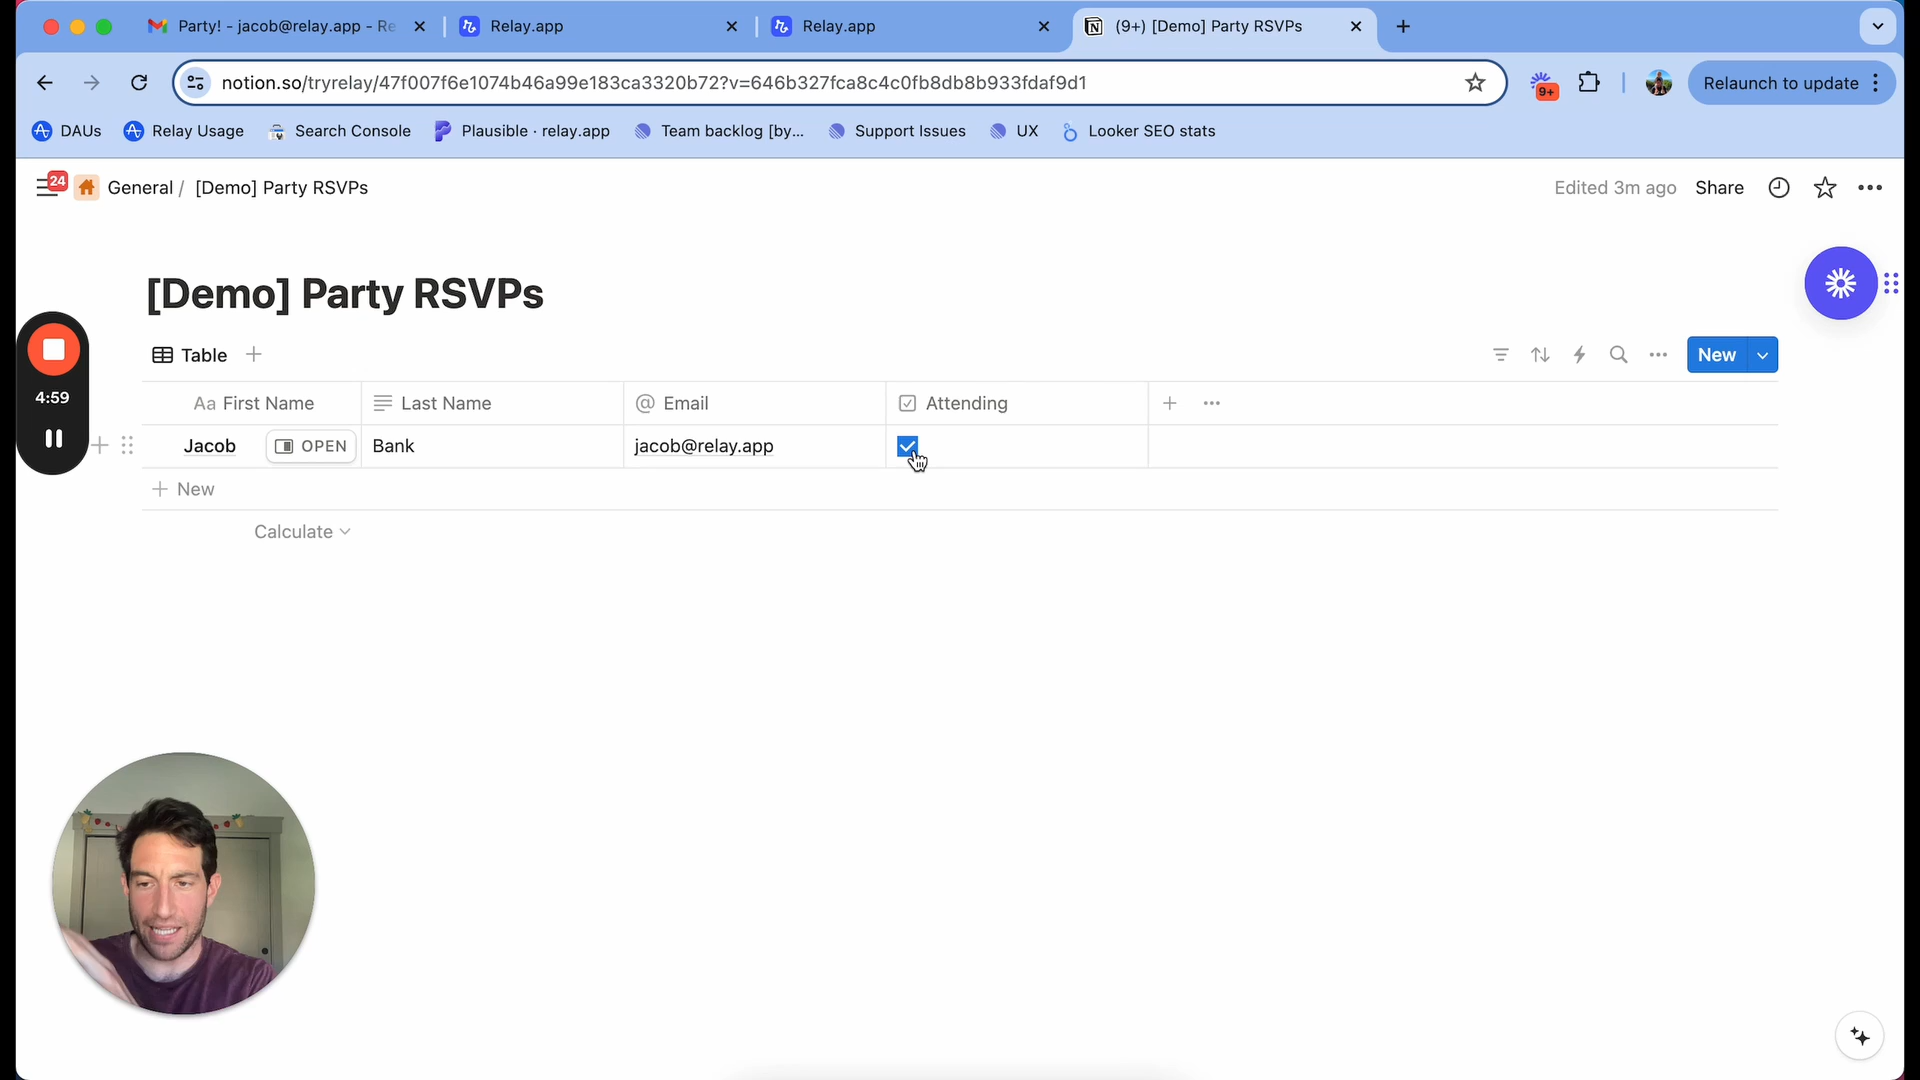 Party! - jacob@relay.app - Re
Relay.app
Relay.app
(9+) [Demo] Party RSVPs
notion.so/tryrelay/47f007f6e1074b46a99e183ca3320b72?v=646b327fca8c4c0fb8db8b933fdaf9d1
9+
Relaunch to update
DAUs
Relay Usage
Search Console
Plausible · relay.app
Team backlog [by...
Support Issues
UX
Looker SEO stats
24
General / [Demo] Party RSVPs
Edited 3m ago
Share
[Demo] Party RSVPs
Table
New
4:59
Aa First Name
Last Name
@ Email
Attending
Jacob
OPEN
Bank
jacob@relay.app
New
Calculate